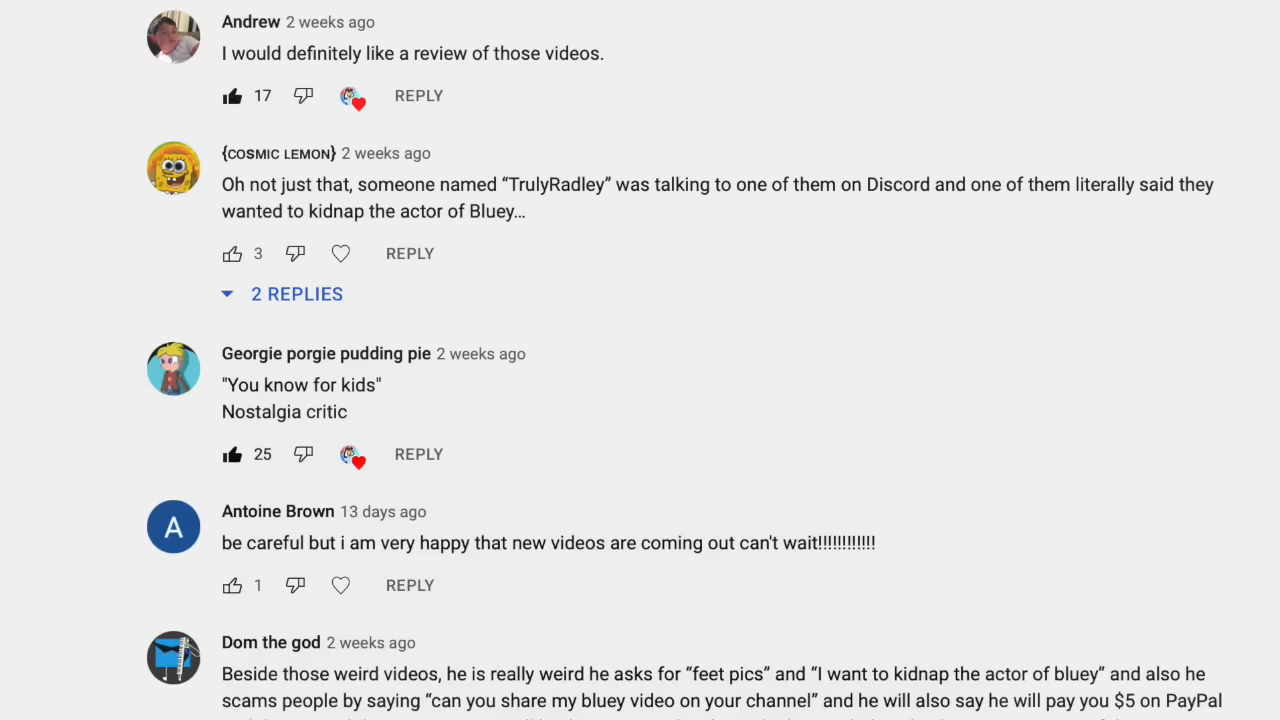 Andrew 2 weeks ago
I would definitely like a review of those videos.
17 REPLY
{COSMIC LEMON} 2 weeks ago
Oh not just that, someone named “TrulyRadley” was talking to one of them on Discord and one of them literally said they
wanted to kidnap the actor of Bluey…
3 REPLY
2 REPLIES
Georgie porgie pudding pie 2 weeks ago
"You know for kids"
Nostalgia critic
25 REPLY
A
Antoine Brown 13 days ago
be careful but i am very happy that new videos are coming out can't wait!!!!!!!!!!!!
1 REPLY
Dom the god 2 weeks ago
Beside those weird videos, he is really weird he asks for “feet pics” and “I want to kidnap the actor of bluey” and also he
scams people by saying “can you share my bluey video on your channel” and he will also say he will pay you $5 on PayPal